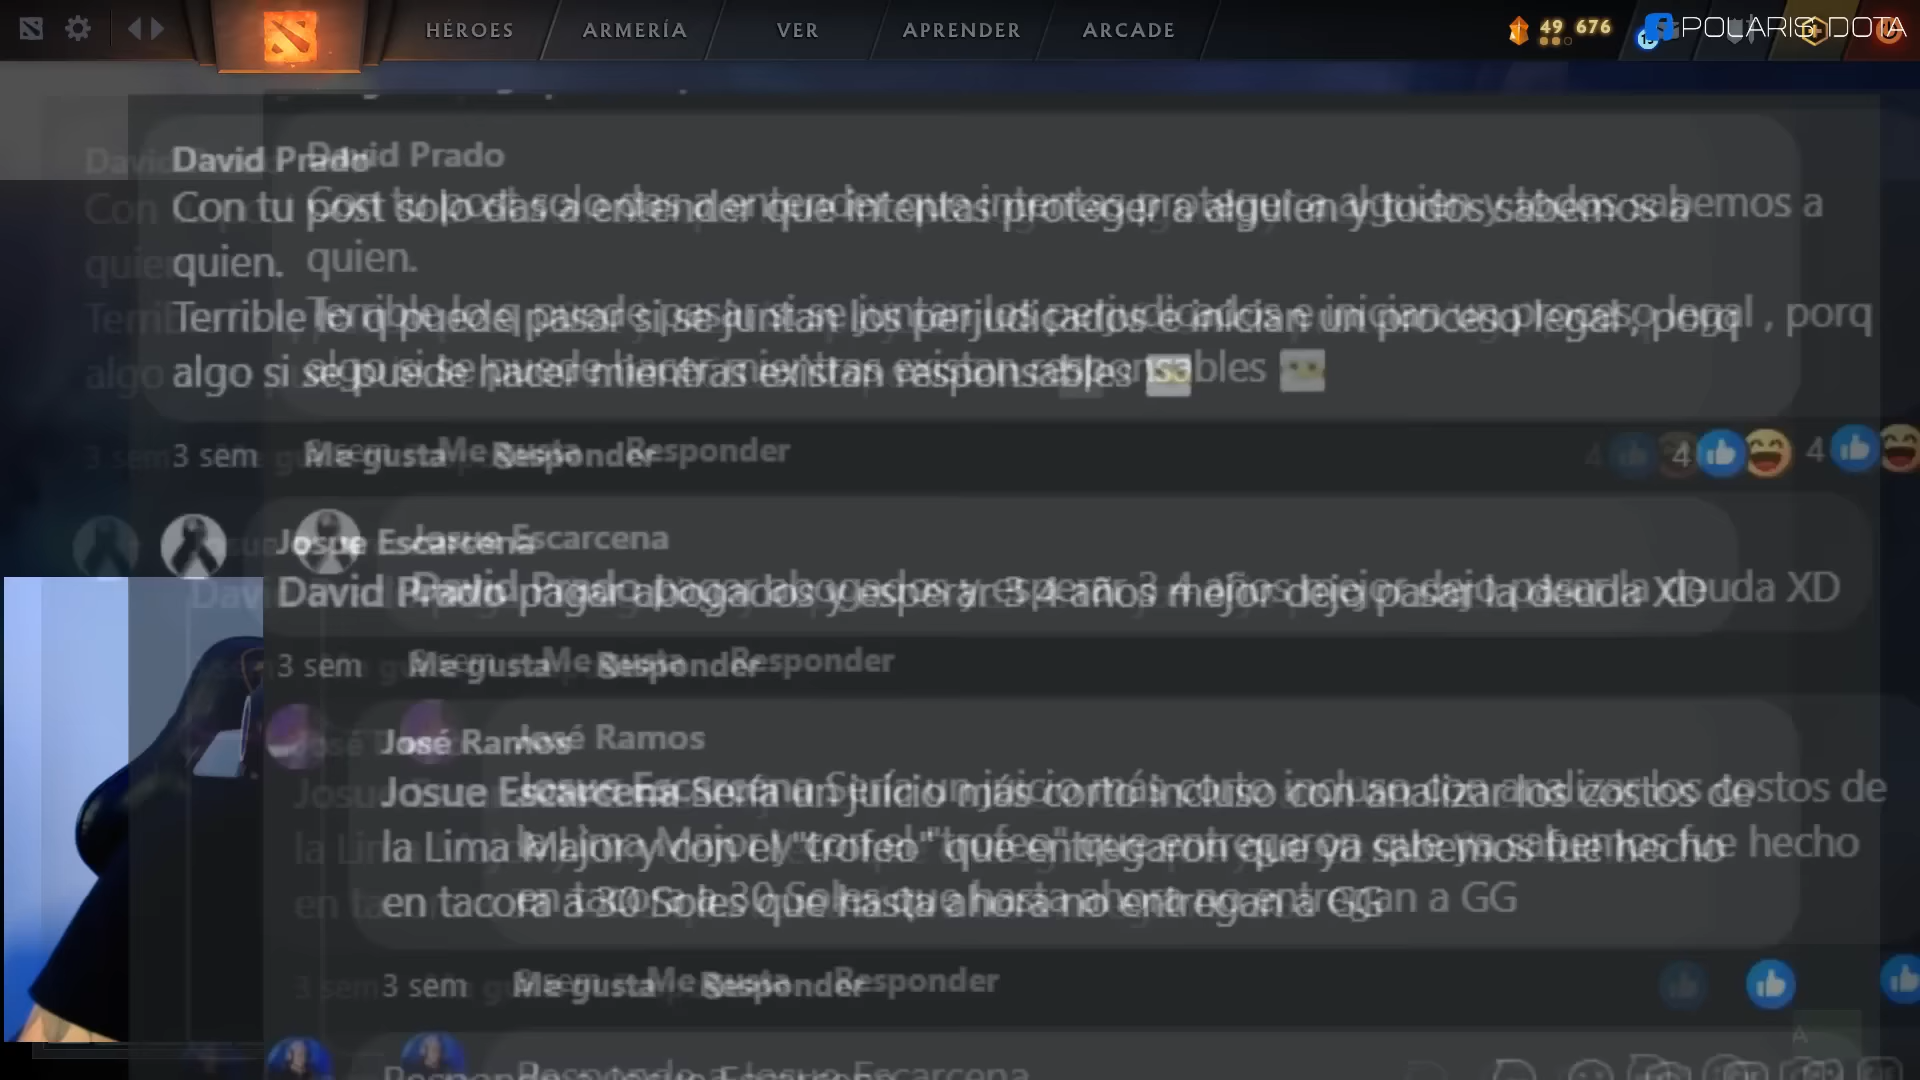 HÉROES
ARMERÍA
VER
APRENDER
ARCADE
49 676
POLARIS DOTA
David Prado
Con tu post solo das a entender que intentas proteger a alguien y todos sabemos a
quien.
Terrible lo q puede pasar si se juntan los perjudicados e inician un proceso legal , porq
algo si se puede hacer mientras existan responsables
3 sem Me gusta Responder
4
Josue Escarcena
David Prado pagar abogados y esperar 3 4 años mejor dejo pasar la deuda XD
3 sem Me gusta Responder
José Ramos
Josue Escarcena Sería un juicio más corto incluso con analizar los costos de
la Lima Major y con el "trofeo" que entregaron que ya sabemos fue hecho
en tacora a 30 Soles que hasta ahora no entregan a GG
3 sem Me gusta Responder
Responde a Josue Escarcena